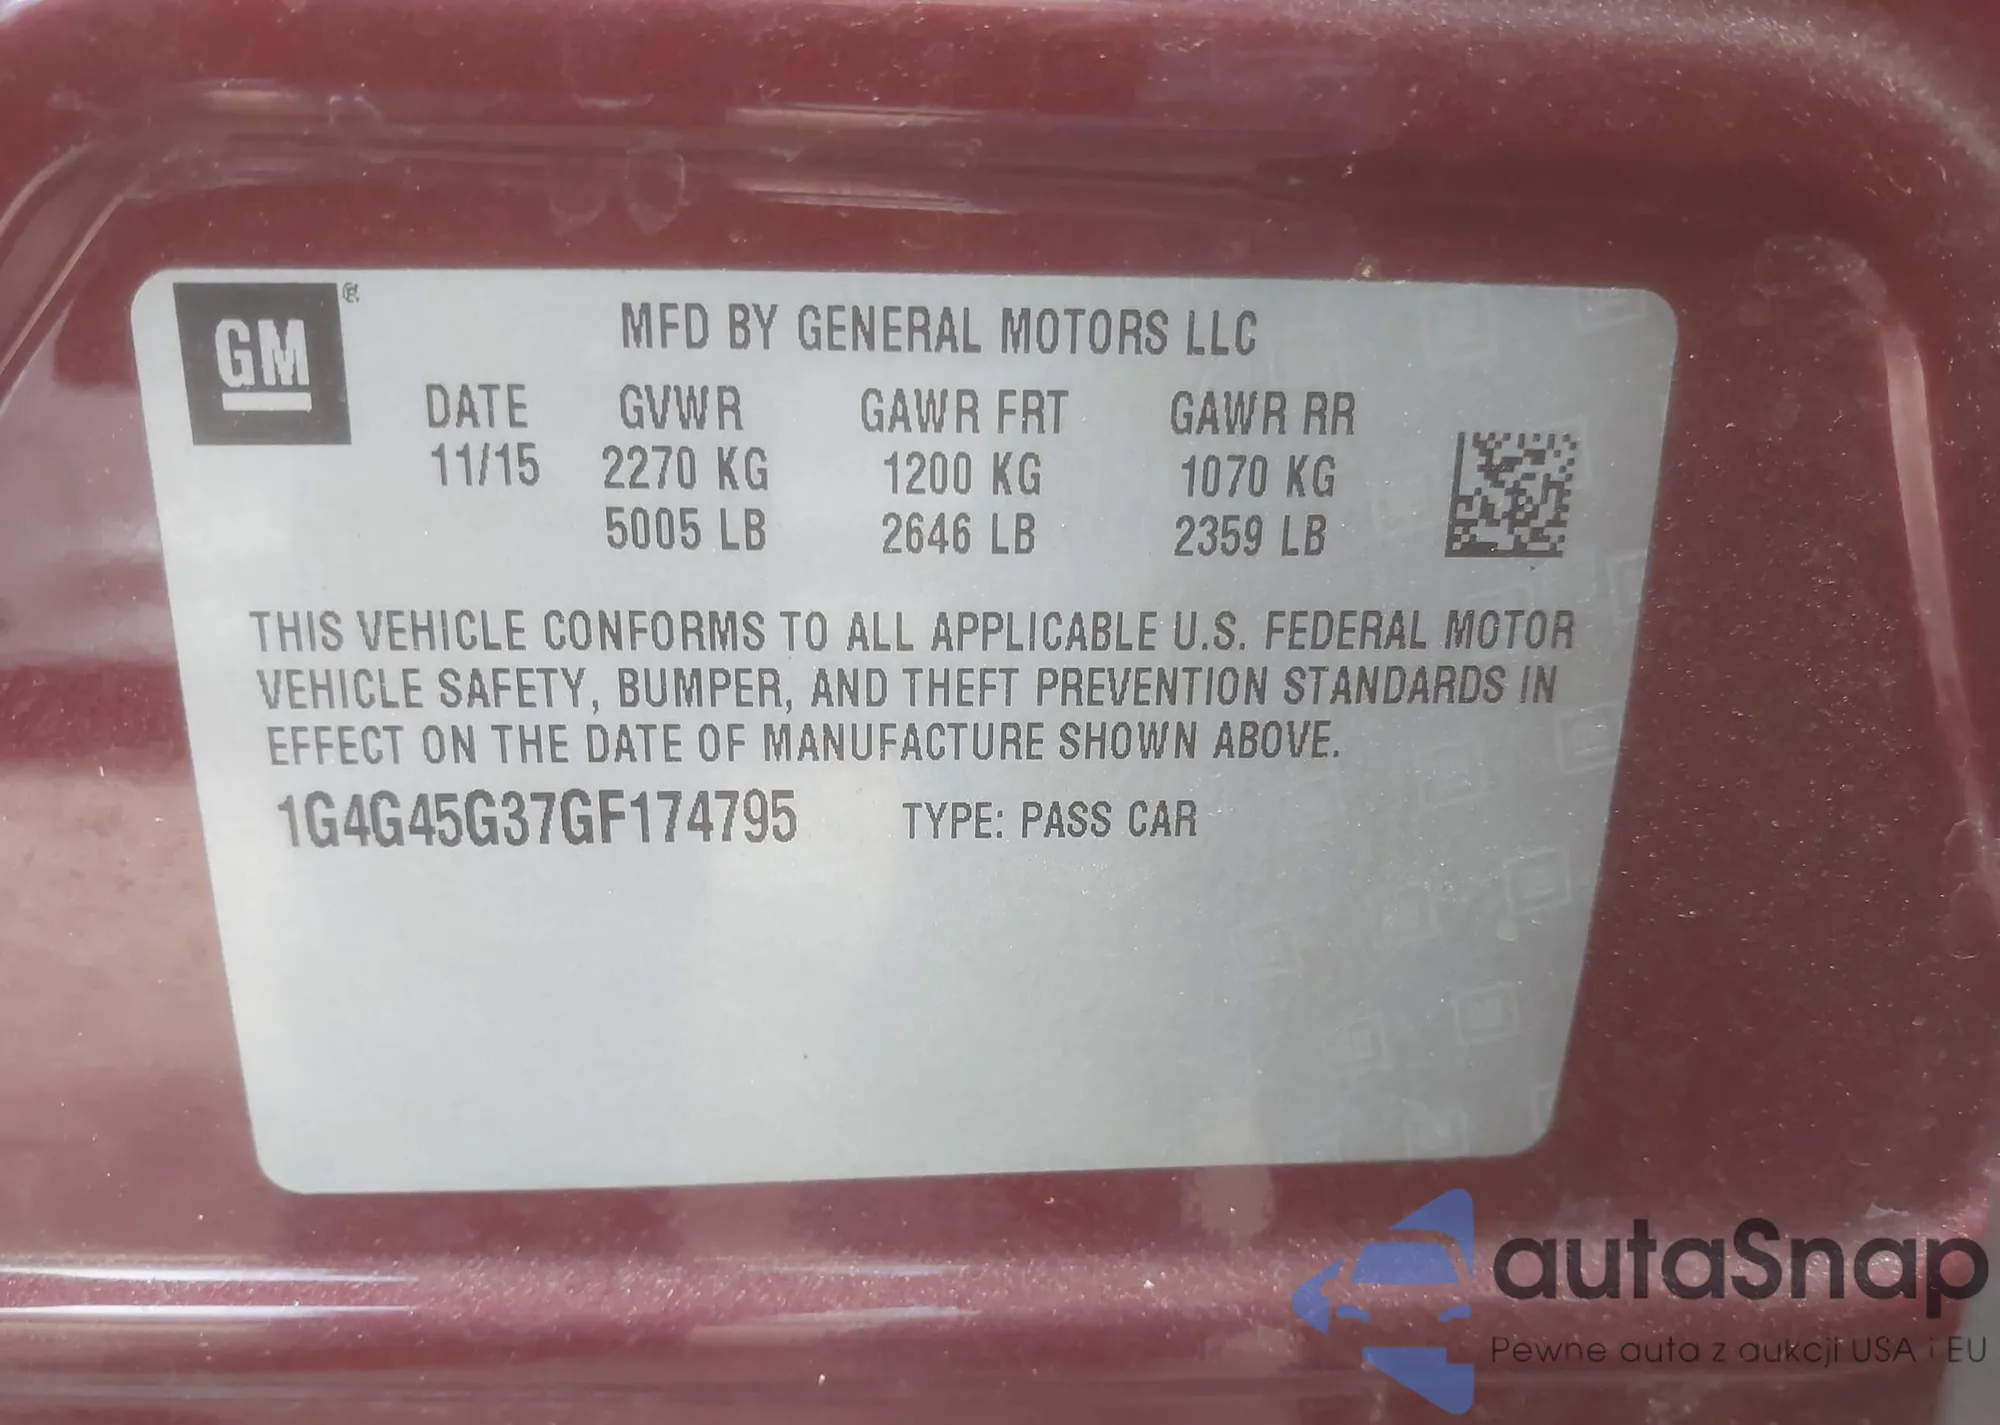 GM
MFD BY GENERAL MOTORS LLC
DATE GVWR GAWR FRT GAWR RR
11/15 2270 KG 1200 KG 1070 KG
5005 LB 2646 LB 2359 LB
THIS VEHICLE CONFORMS TO ALL APPLICABLE U.S. FEDERAL MOTOR
VEHICLE SAFETY, BUMPER, AND THEFT PREVENTION STANDARDS IN
EFFECT ON THE DATE OF MANUFACTURE SHOWN ABOVE.
1G4G45G37GF174795 TYPE: PASS CAR
autaSnap
Pewne auta z aukcji USA i EU